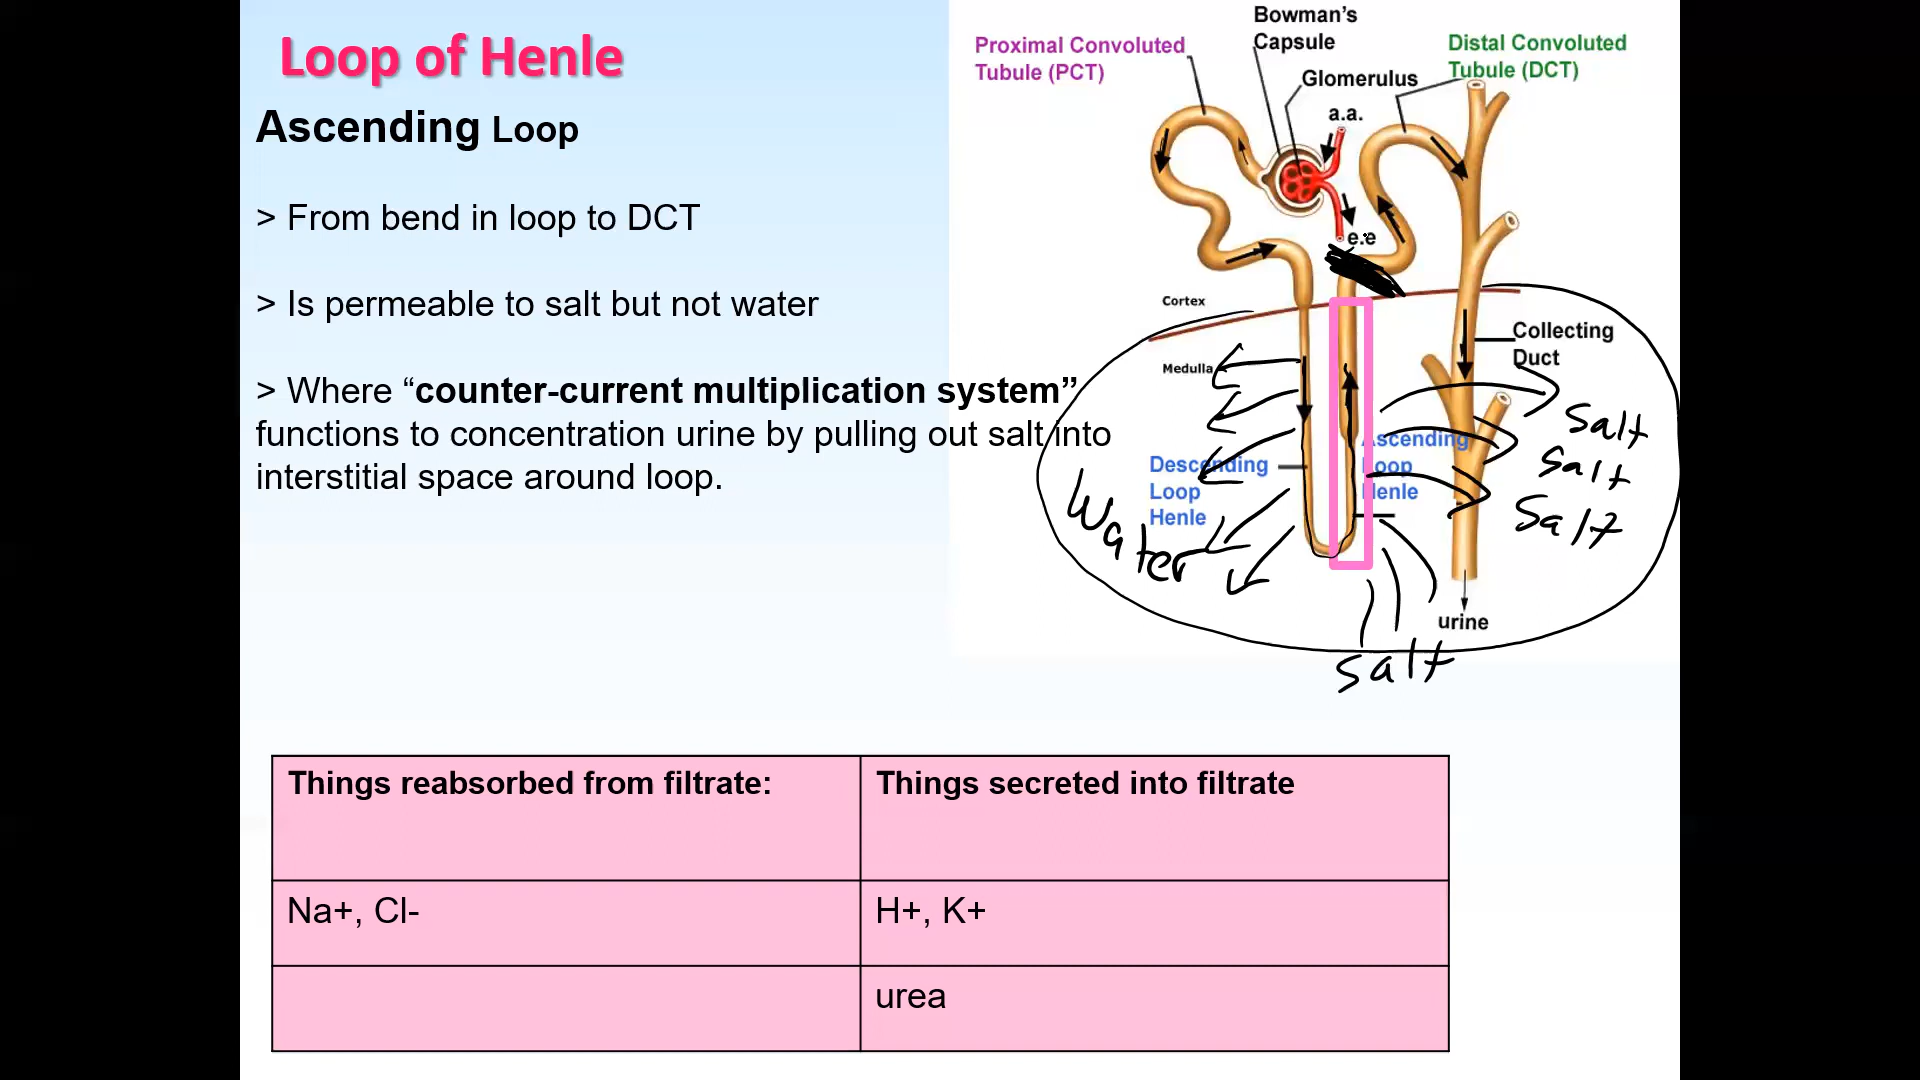 Loop of Henle
Ascending Loop
> From bend in loop to DCT
> Is permeable to salt but not water
> Where “counter-current multiplication system”
functions to concentration urine by pulling out salt into
interstitial space around loop.
Proximal Convoluted
Tubule (PCT)
Bowman’s
Capsule
Glomerulus
Distal Convoluted
Tubule (DCT)
a.a.
e.e
Cortex
Medulla
Collecting
Duct
Descending
Loop
Henle
Ascending
Loop
Henle
Water
Salt
Salt
Salt
urine
Salt
Things reabsorbed from filtrate:
Things secreted into filtrate
Na+, Cl-
H+, K+
urea